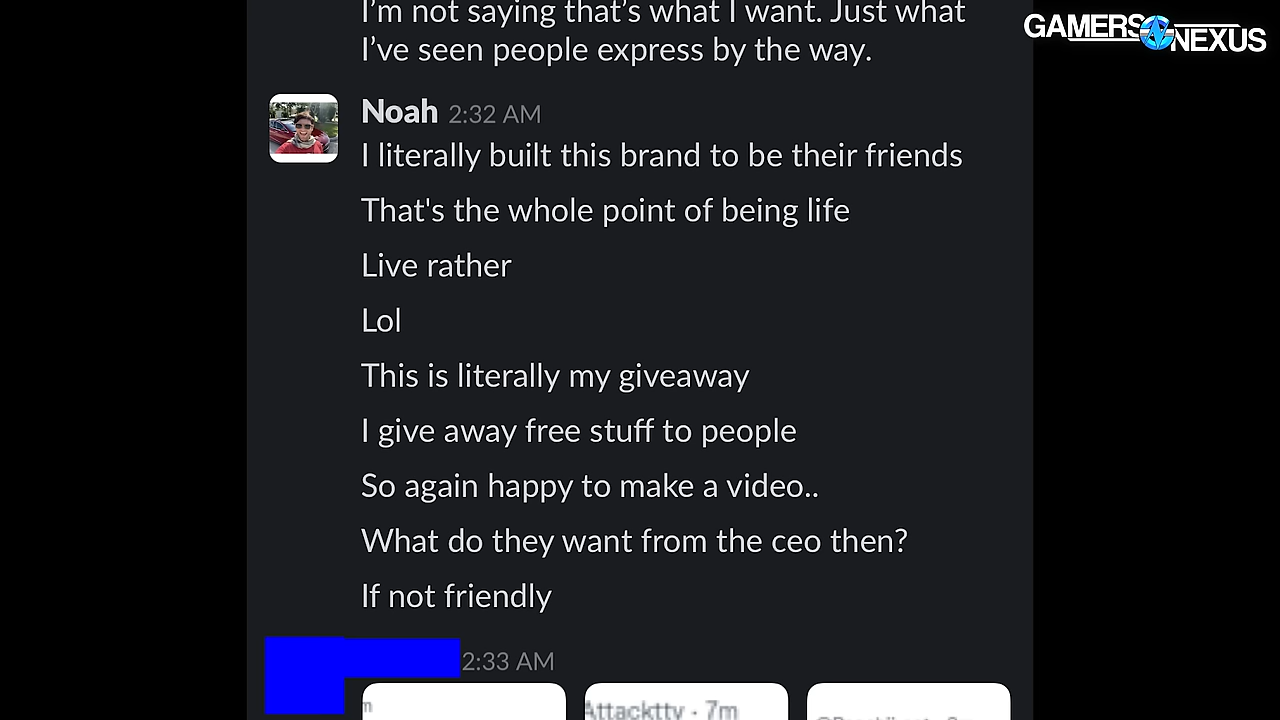 I'm not saying that's what I want. Just what
I've seen people express by the way.
GAMERS NEXUS
Noah 2:32 AM
I literally built this brand to be their friends
That's the whole point of being life
Live rather
Lol
This is literally my giveaway
I give away free stuff to people
So again happy to make a video..
What do they want from the ceo then?
If not friendly
2:33 AM
m
Attacktty · 7m